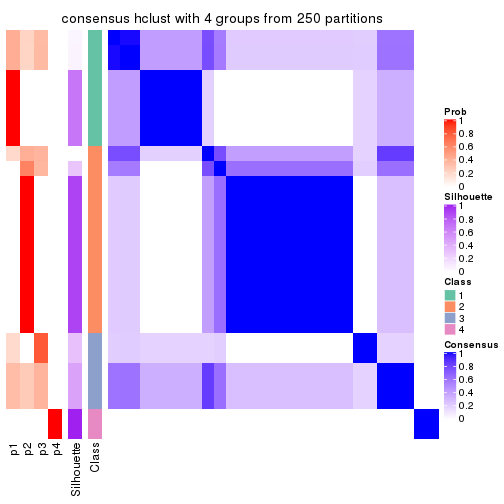 consensus hclust with 4 groups from 250 partitions
Prob
1
0.8
0.6
0.4
0.2
0
Silhouette
1
0.8
0.6
0.4
0.2
0
Class
1
2
3
4
Consensus
1
0.8
0.6
0.4
0.2
0
p1
p2
p3
p4
Silhouette
Class